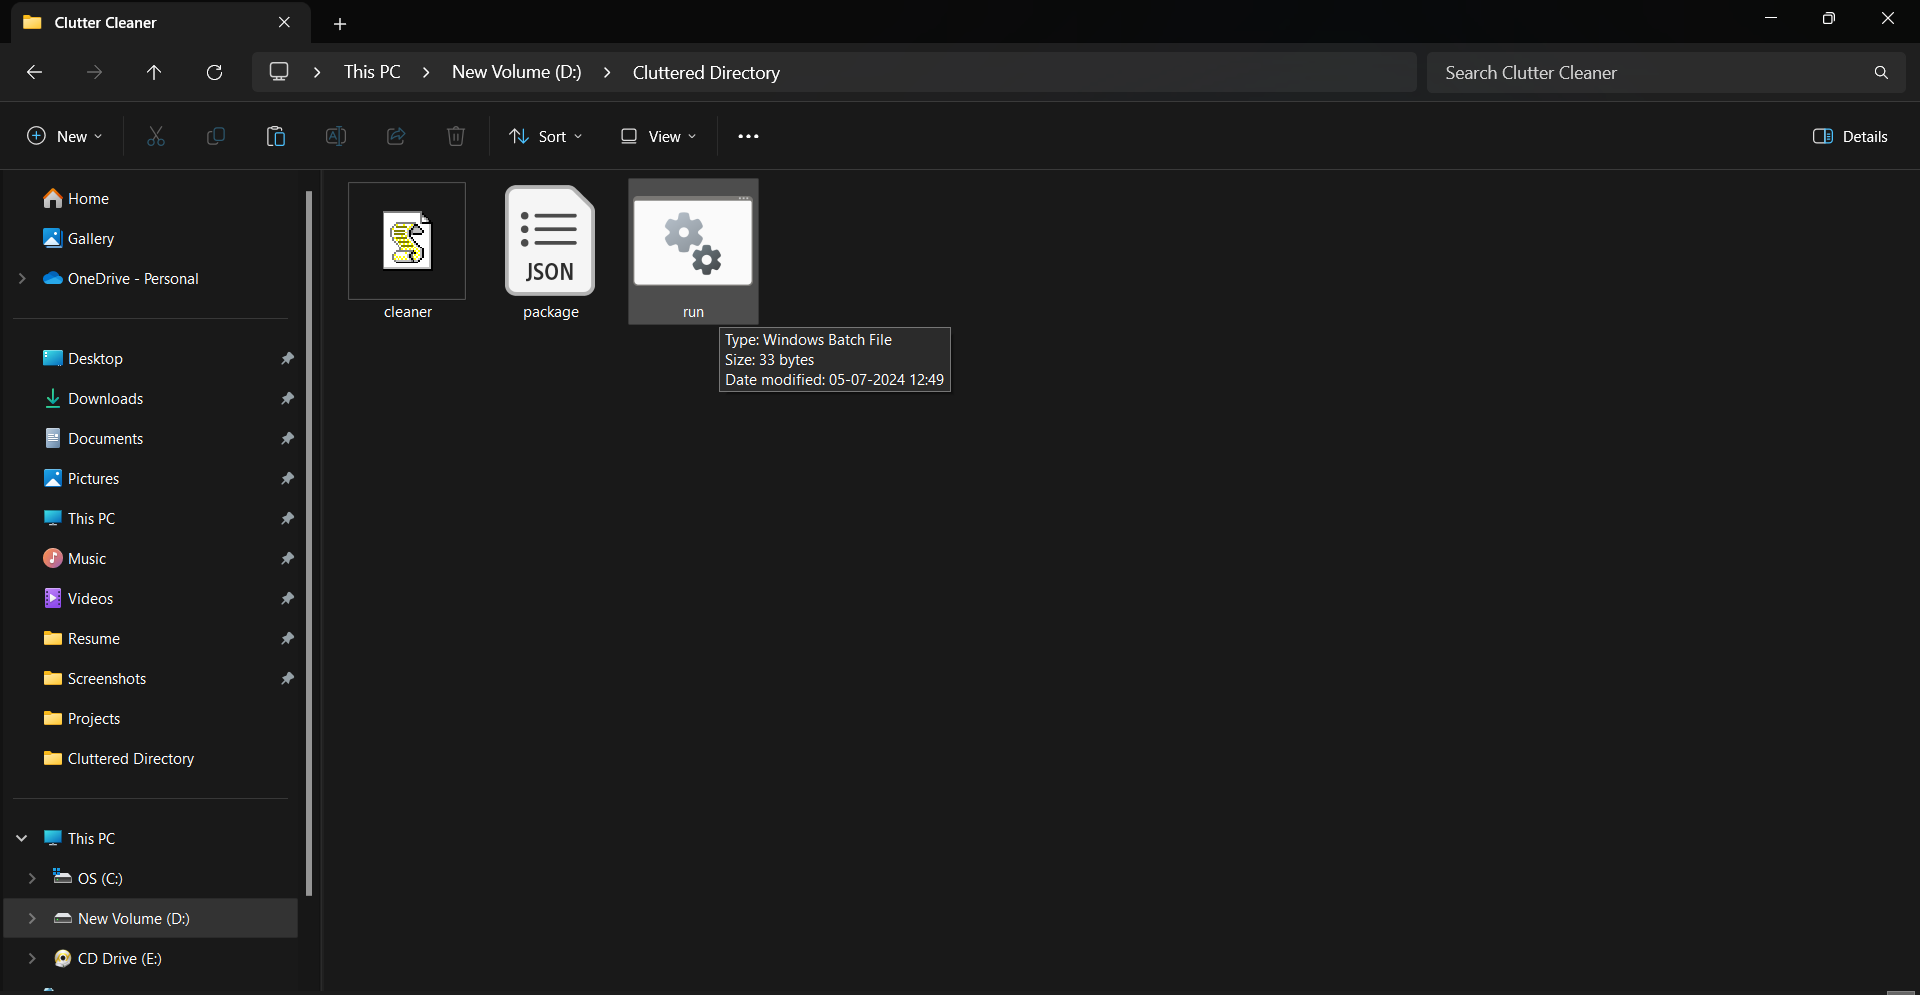 Clutter Cleaner
This PC
New Volume (D:)
Cluttered Directory
Search Clutter Cleaner
New
Sort
View
Details
Home
Gallery
OneDrive - Personal
Desktop
Downloads
Documents
Pictures
This PC
Music
Videos
Resume
Screenshots
Projects
Cluttered Directory
This PC
OS (C:)
New Volume (D:)
CD Drive (E:)
cleaner
JSON
package
run
Type: Windows Batch File
Size: 33 bytes
Date modified: 05-07-2024 12:49